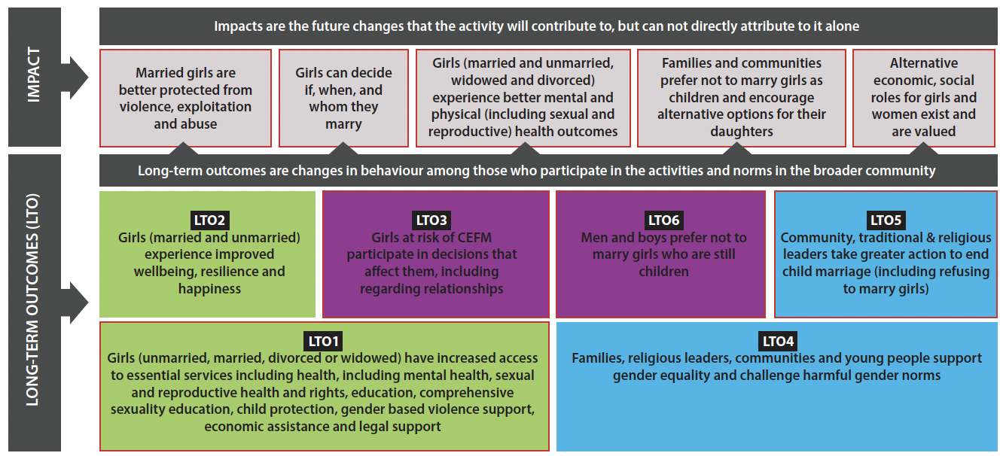 IMPACT
Impacts are the future changes that the activity will contribute to, but can not directly attribute to it alone
Married girls are
better protected from
violence, exploitation
and abuse
Girls can decide
if, when, and
whom they
marry
Girls (married and unmarried,
widowed and divorced)
experience better mental and
physical (including sexual and
reproductive) health outcomes
Families and communities
prefer not to marry girls as
children and encourage
alternative options for their
daughters
Alternative
economic, social
roles for girls and
women exist and
are valued
LONG-TERM OUTCOMES (LTO)
Long-term outcomes are changes in behaviour among those who participate in the activities and norms in the broader community
LTO2
Girls (married and unmarried)
experience improved
wellbeing, resilience and
happiness
LTO3
Girls at risk of CEFM
participate in decisions that
affect them, including
regarding relationships
LTO6
Men and boys prefer not to
marry girls who are still
children
LTO5
Community, traditional & religious
leaders take greater action to end
child marriage (including refusing
to marry girls)
LTO1
Girls (unmarried, married, divorced or widowed) have increased access
to essential services including health, including mental health, sexual
and reproductive health and rights, education, comprehensive
sexuality education, child protection, gender based violence support,
economic assistance and legal support
LTO4
Families, religious leaders, communities and young people support
gender equality and challenge harmful gender norms